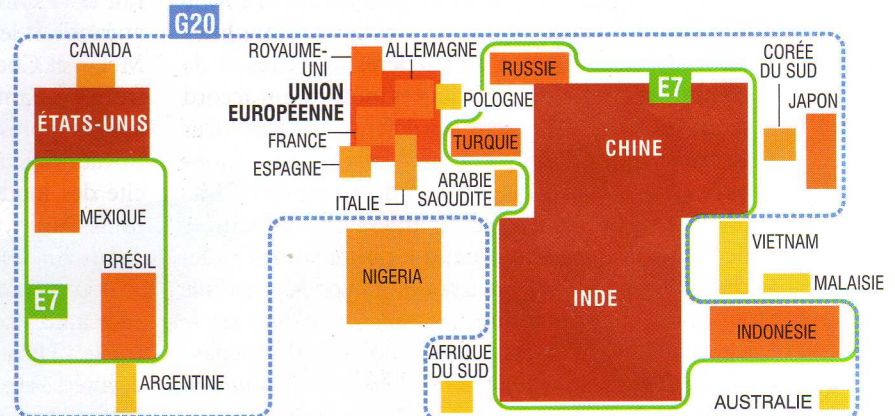 G20
CANADA
ÉTATS-UNIS
MEXIQUE
BRÉSIL
E7
ARGENTINE
ROYAUME-
UNI
ALLEMAGNE
UNION
EUROPÉENNE
POLOGNE
FRANCE
ESPAGNE
ITALIE
RUSSIE
TURQUIE
ARABIE
SAOUDITE
NIGERIA
AFRIQUE
DU SUD
E7
CHINE
INDE
CORÉE
DU SUD
JAPON
VIETNAM
MALAISIE
INDONÉSIE
AUSTRALIE